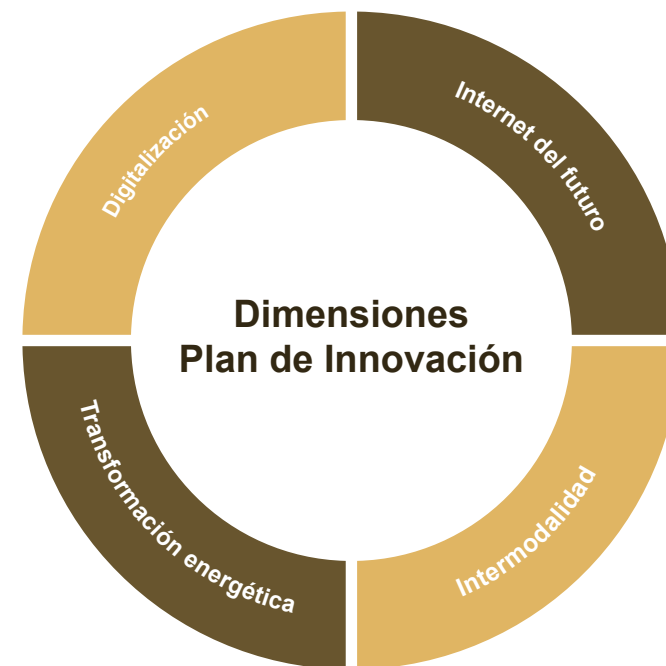 Digitalización
Internet del futuro
Dimensiones
Plan de Innovación
Transformación energética
Intermodalidad